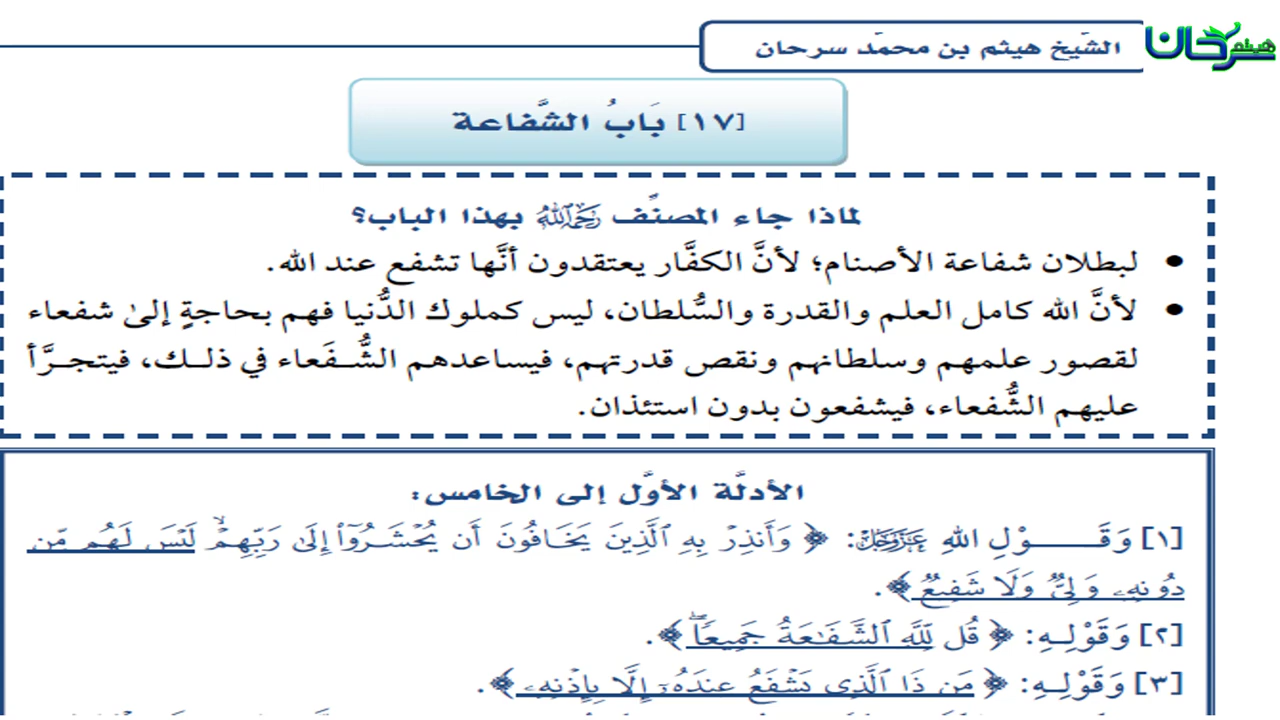 هيثم سرحان
الشَّيخ هيثم بن محمَّد سرحان
[١٧] بَابُ الشَّفاعة
لماذا جاء المصنِّف رَحِمَهُ ٱللَّهُ بهذا الباب؟
• لبطلان شفاعة الأصنام؛ لأنَّ الكفَّار يعتقدون أنَّها تشفع عند الله.
• لأنَّ الله كامل العلم والقدرة والسُّلطان، ليس كملوك الدُّنيا فهم بحاجةٍ إلىٰ شفعاء
لقصور علمهم وسلطانهم ونقص قدرتهم، فيساعدهم الشُّفَعاء في ذلك، فيتجرَّأ
عليهم الشُّفعاء، فيشفعون بدون استئذان.
الأدلَّة الأوَّل إلى الخامس:
[١] وَقَوْلِ اللهِ عَزَّوَجَلَّ: ﴿ وَأَنذِرۡ بِهِ ٱلَّذِينَ يَخَافُونَ أَن يُحۡشَرُوٓاْ إِلَىٰ رَبِّهِمۡۙ لَيۡسَ لَهُم مِّن
دُونِهِۦ وَلِيّٞ وَلَا شَفِيعٞ ﴾.
[٢] وَقَوْلِهِ: ﴿ قُل لِّلَّهِ ٱلشَّفَٰعَةُ جَمِيعٗاۖ ﴾.
[٣] وَقَوْلِهِ: ﴿ مَن ذَا ٱلَّذِي يَشۡفَعُ عِندَهُۥٓ إِلَّا بِإِذۡنِهِۦ ﴾.